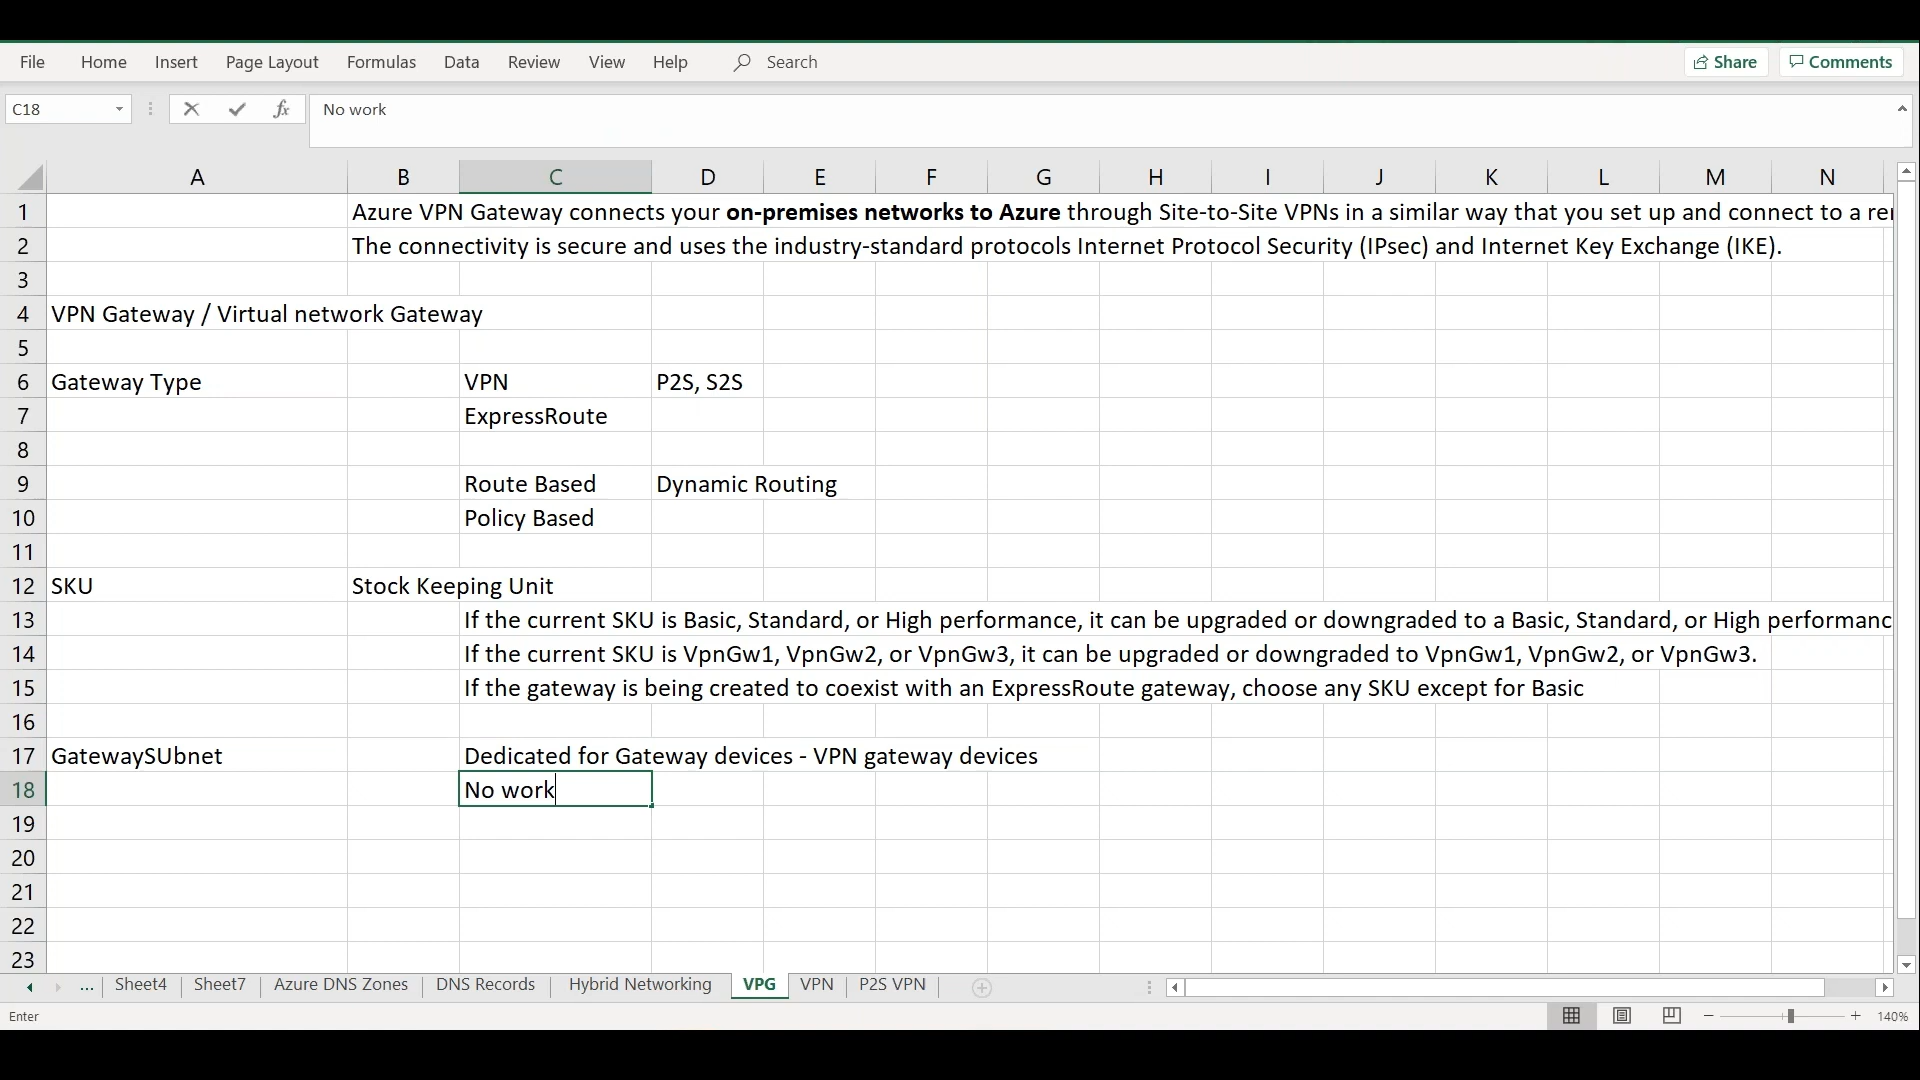 File Home Insert Page Layout Formulas Data Review View Help Search Share Comments
C18 fx No work
A B C D E F G H I J K L M N
1 Azure VPN Gateway connects your on-premises networks to Azure through Site-to-Site VPNs in a similar way that you set up and connect to a
2 The connectivity is secure and uses the industry-standard protocols Internet Protocol Security (IPsec) and Internet Key Exchange (IKE).
3
4 VPN Gateway / Virtual network Gateway
5
6 Gateway Type VPN P2S, S2S
7 ExpressRoute
8
9 Route Based Dynamic Routing
10 Policy Based
11
12 SKU Stock Keeping Unit
13 If the current SKU is Basic, Standard, or High performance, it can be upgraded or downgraded to a Basic, Standard, or High performanc
14 If the current SKU is VpnGw1, VpnGw2, or VpnGw3, it can be upgraded or downgraded to VpnGw1, VpnGw2, or VpnGw3.
15 If the gateway is being created to coexist with an ExpressRoute gateway, choose any SKU except for Basic
16
17 GatewaySUbnet Dedicated for Gateway devices - VPN gateway devices
18 No work
19
20
21
22
23
... Sheet4 Sheet7 Azure DNS Zones DNS Records Hybrid Networking VPG VPN P2S VPN
Enter 140%